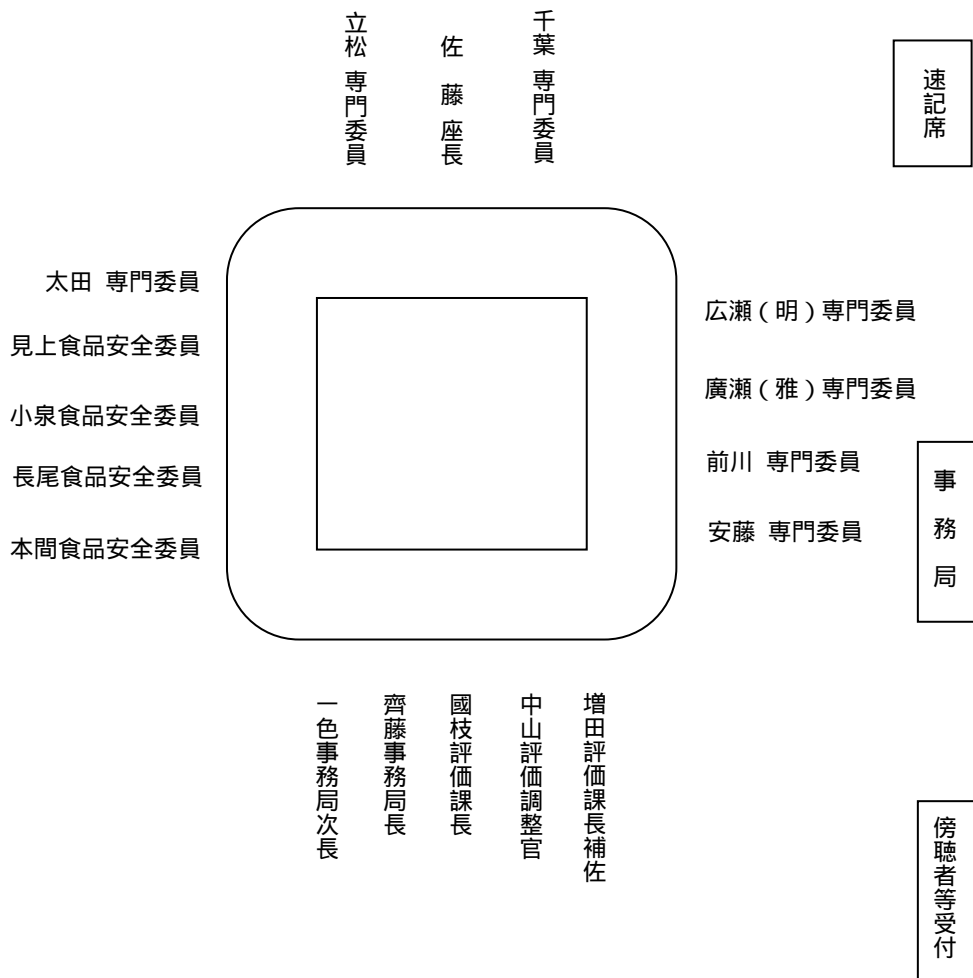 立松 専門委員
佐 藤 座長
千葉 専門委員
速記席
太田 専門委員
見上食品安全委員
小泉食品安全委員
長尾食品安全委員
本間食品安全委員
広瀬(明)専門委員
廣瀬(雅)専門委員
前川 専門委員
安藤 専門委員
事務局
一色事務局次長
齊藤事務局長
國枝評価課長
中山評価調整官
増田評価課長補佐
傍聴者等受付